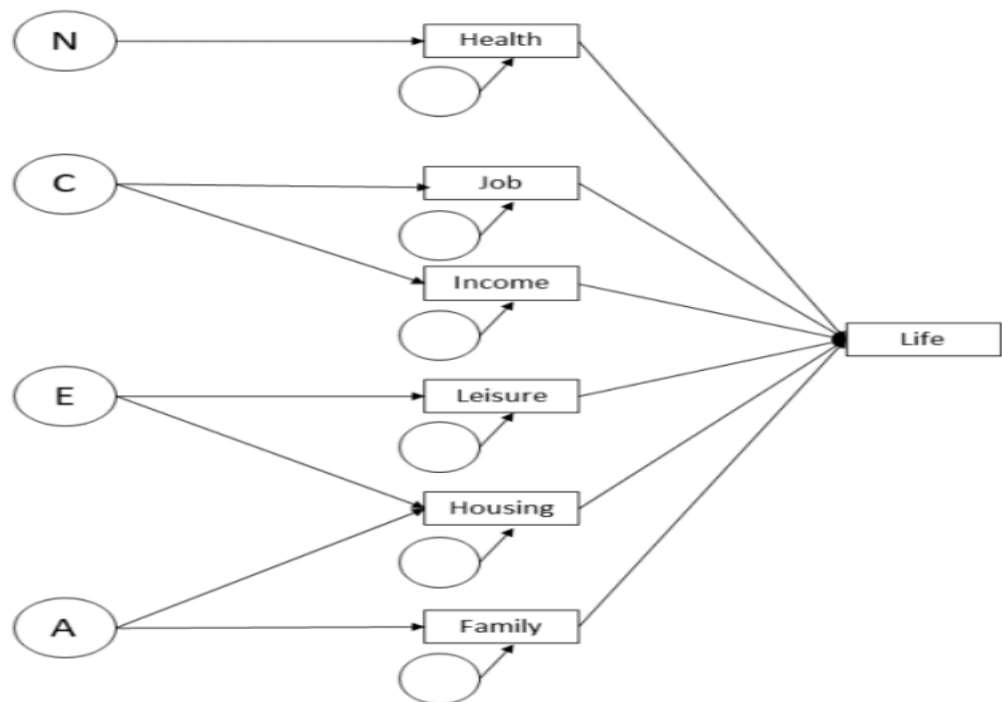 N
Health
C
Job
Income
Life
E
Leisure
Housing
A
Family